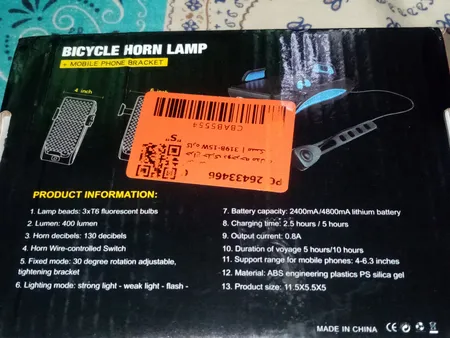 BICYCLE HORN LAMP
+ MOBILE PHONE BRACKET
4 inch
6 inch
CBAB5554
PO 26433466
PRODUCT INFORMATION:
1. Lamp beads: 3xT6 fluorescent bulbs
2. Lumen: 400 lumen
3. Horn decibels: 130 decibels
4. Horn Wire-controlled Switch
5. Fixed mode: 30 degree rotation adjustable,
tightening bracket
6. Lighting mode: strong light - weak light - flash -
7. Battery capacity: 2400mA/4800mA lithium battery
8. Charging time: 2.5 hours / 5 hours
9. Output current: 0.8A
10. Duration of voyage 5 hours/10 hours
11. Support range for mobile phones: 4-6.3 inches
12. Material: ABS engineering plastics PS silica gel
13. Product size: 11.5X5.5X5
MADE IN CHINA
CE